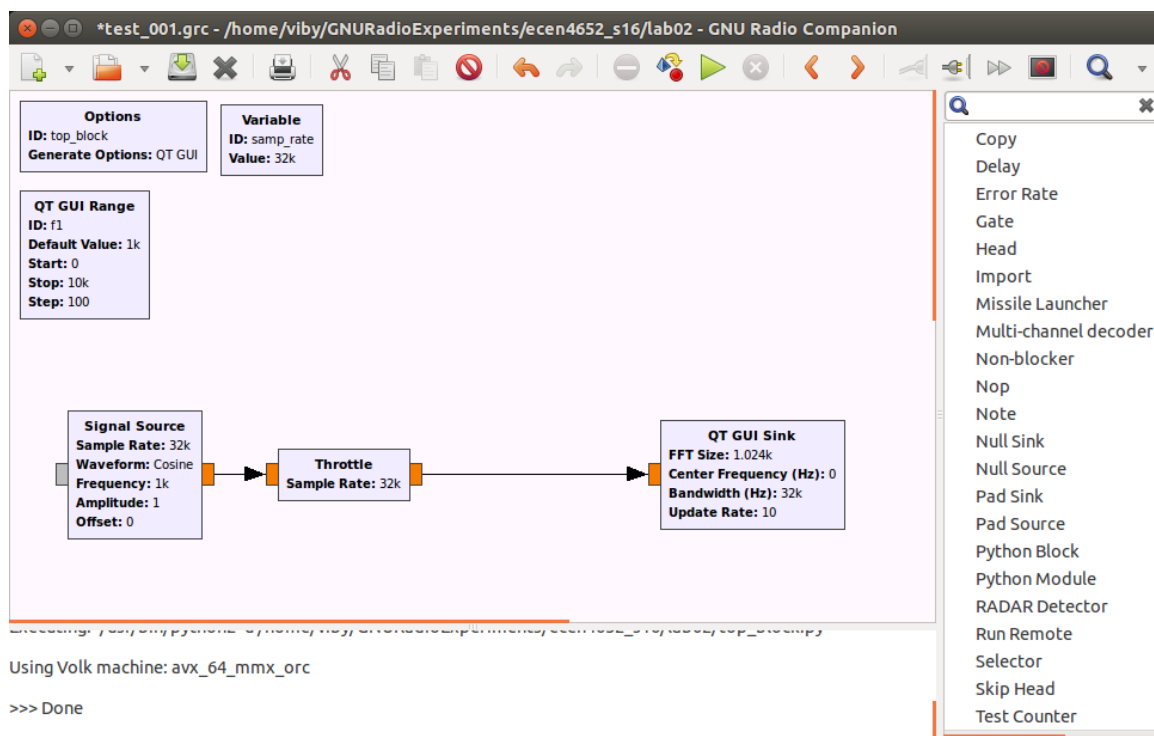 *test_001.grc - /home/viby/GNURadioExperiments/ecen4652_s16/lab02 - GNU Radio Companion
Options
ID: top_block
Generate Options: QT GUI
Variable
ID: samp_rate
Value: 32k
QT GUI Range
ID: f1
Default Value: 1k
Start: 0
Stop: 10k
Step: 100
Signal Source
Sample Rate: 32k
Waveform: Cosine
Frequency: 1k
Amplitude: 1
Offset: 0
Throttle
Sample Rate: 32k
QT GUI Sink
FFT Size: 1.024k
Center Frequency (Hz): 0
Bandwidth (Hz): 32k
Update Rate: 10
Copy
Delay
Error Rate
Gate
Head
Import
Missile Launcher
Multi-channel decoder
Non-blocker
Nop
Note
Null Sink
Null Source
Pad Sink
Pad Source
Python Block
Python Module
RADAR Detector
Run Remote
Selector
Skip Head
Test Counter
Using Volk machine: avx_64_mmx_orc
>>> Done